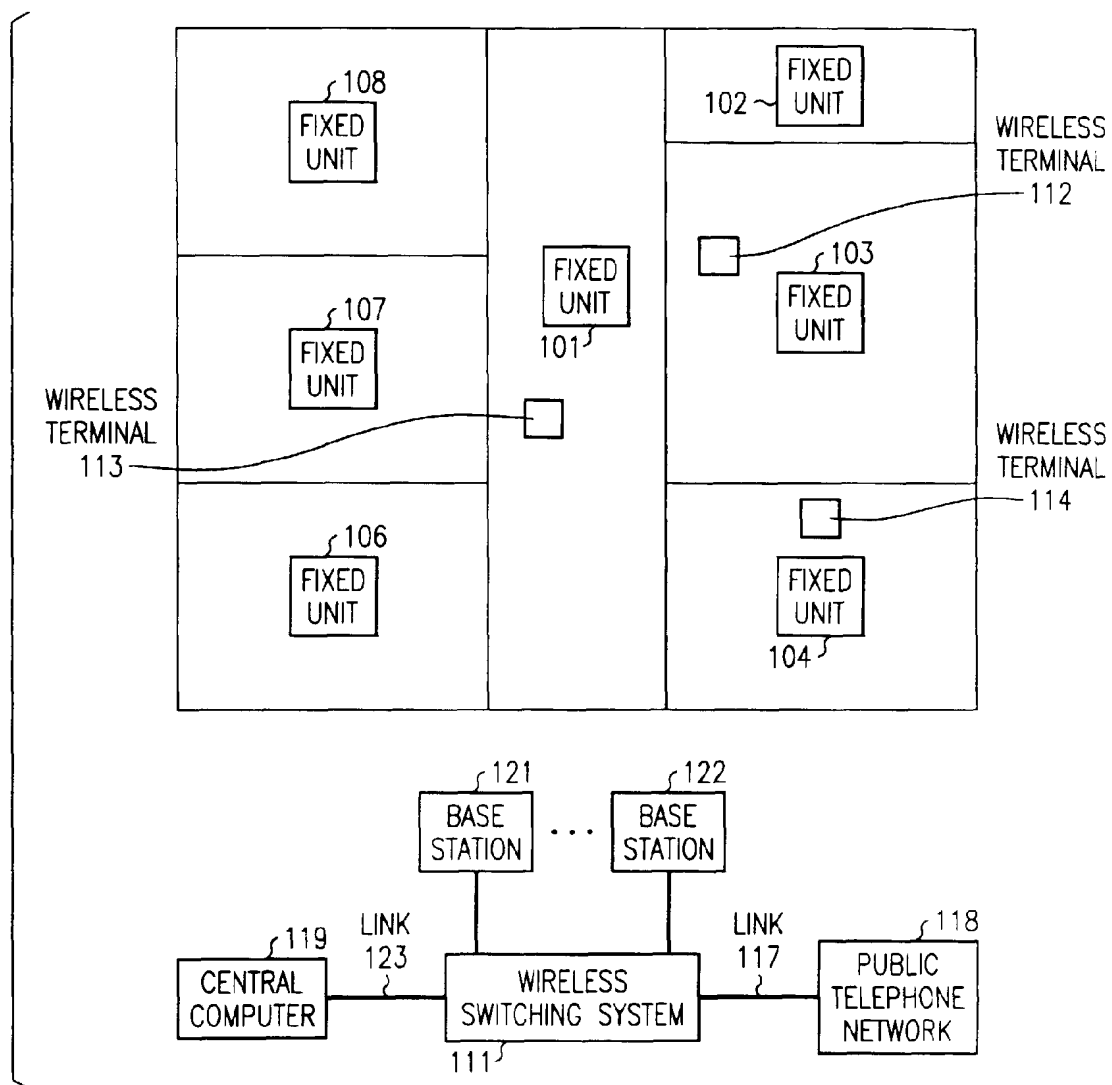 108
FIXED
UNIT
102
FIXED
UNIT
WIRELESS
TERMINAL
112
107
FIXED
UNIT
FIXED
UNIT
101
103
FIXED
UNIT
WIRELESS
TERMINAL
113
WIRELESS
TERMINAL
114
106
FIXED
UNIT
FIXED
UNIT
104
121
BASE
STATION
...
122
BASE
STATION
119
CENTRAL
COMPUTER
LINK
123
WIRELESS
SWITCHING SYSTEM
111
LINK
117
118
PUBLIC
TELEPHONE
NETWORK